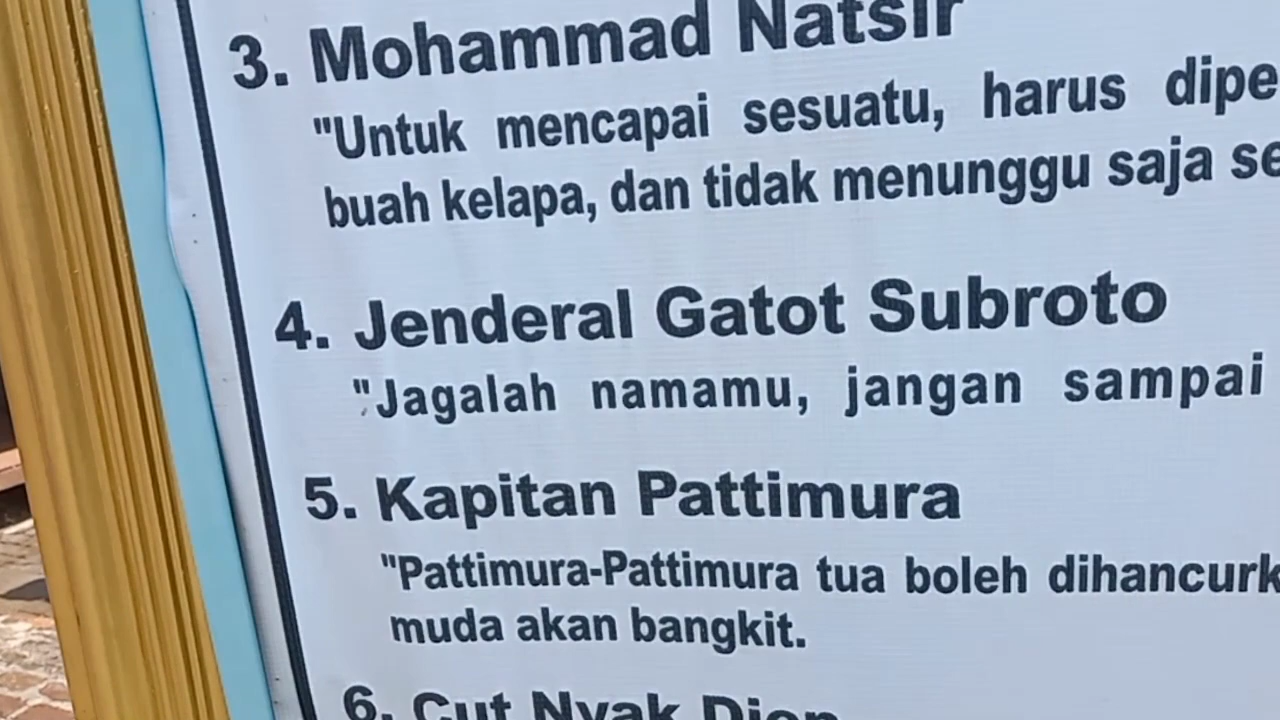 3. Mohammad Natsir
"Untuk mencapai sesuatu, harus dipe
buah kelapa, dan tidak menunggu saja se
4. Jenderal Gatot Subroto
"Jagalah namamu, jangan sampai
5. Kapitan Pattimura
"Pattimura-Pattimura tua boleh dihancurk
muda akan bangkit.
6. Cut Nyak Dien